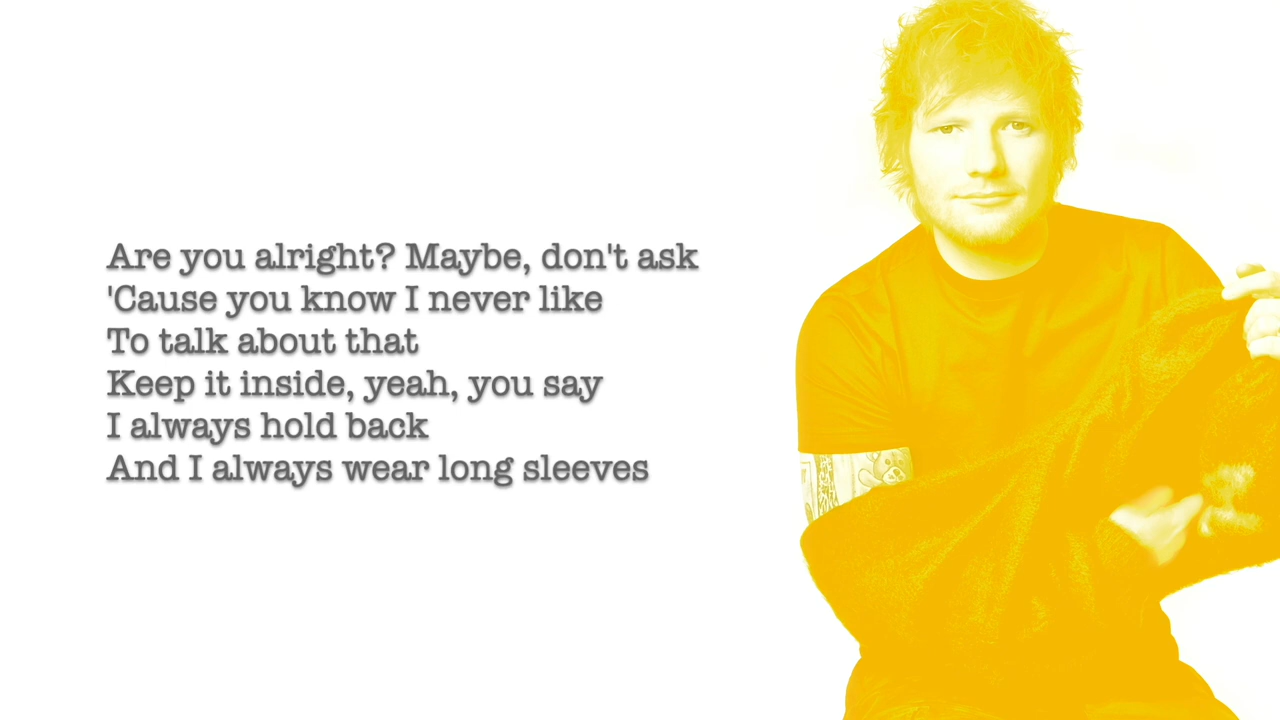 Are you alright? Maybe, don't ask
'Cause you know I never like
To talk about that
Keep it inside, yeah, you say
I always hold back
And I always wear long sleeves